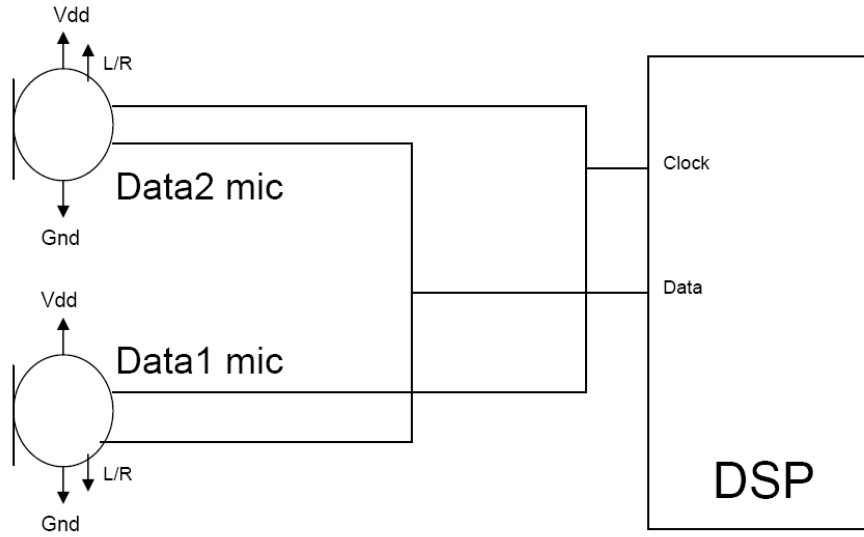 Vdd
L/R
Clock
Data2 mic
Gnd
Data
Vdd
Data1 mic
L/R
DSP
Gnd